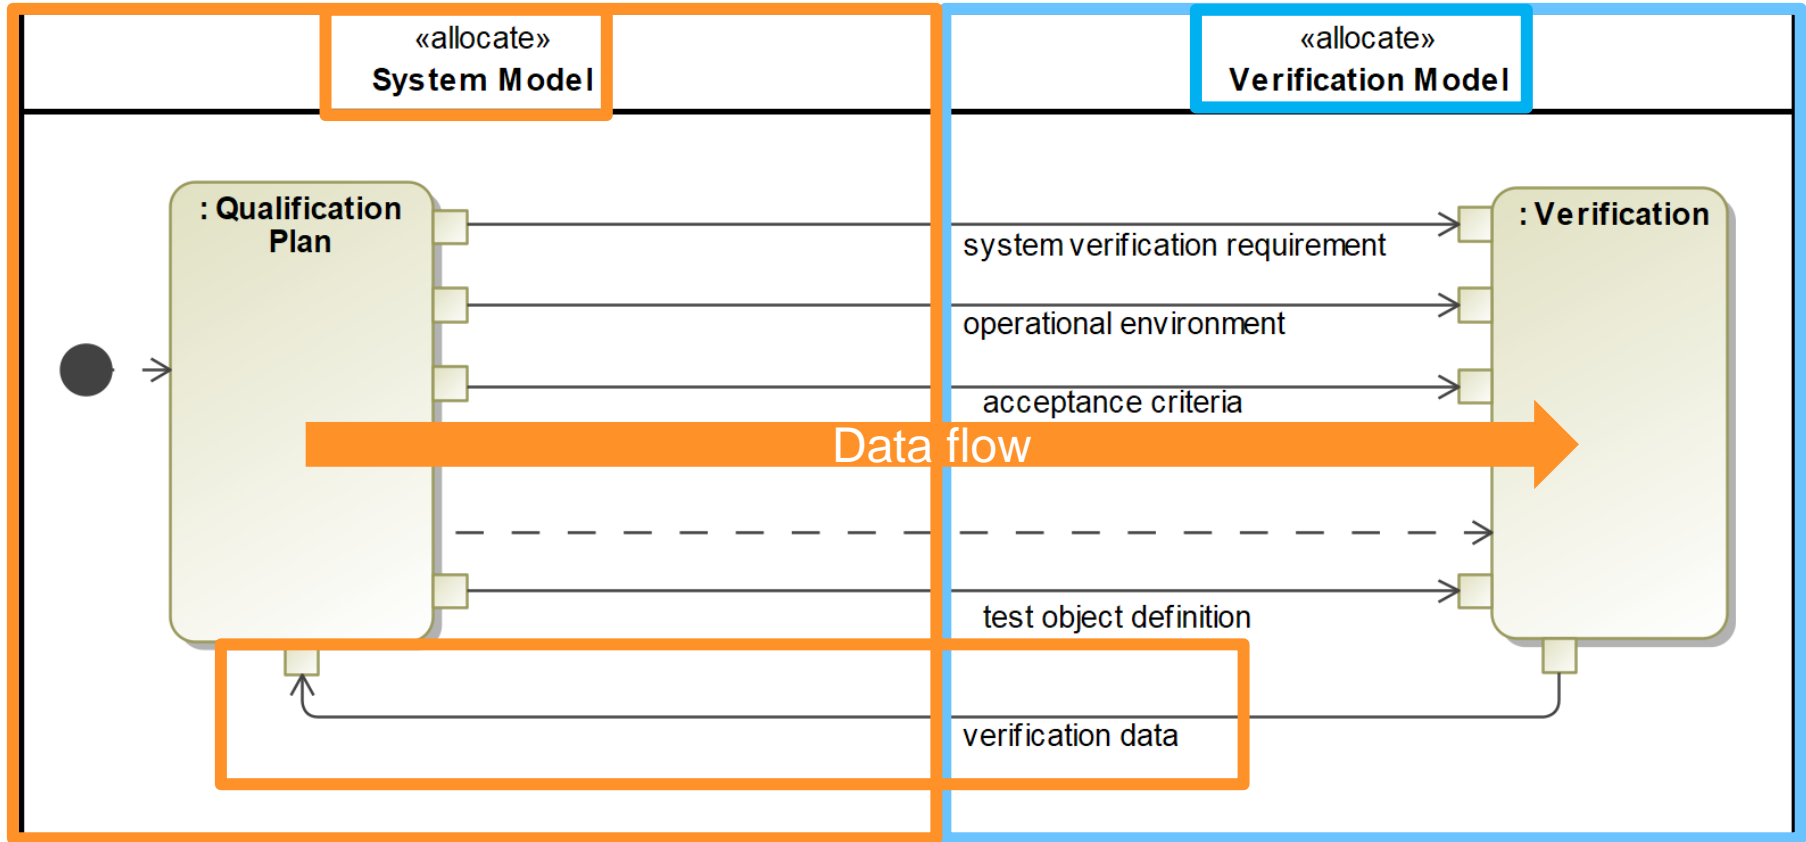 «allocate»
System Model
«allocate»
Verification Model
: Qualification
Plan
: Verification
system verification requirement
operational environment
acceptance criteria
Data flow
test object definition
verification data